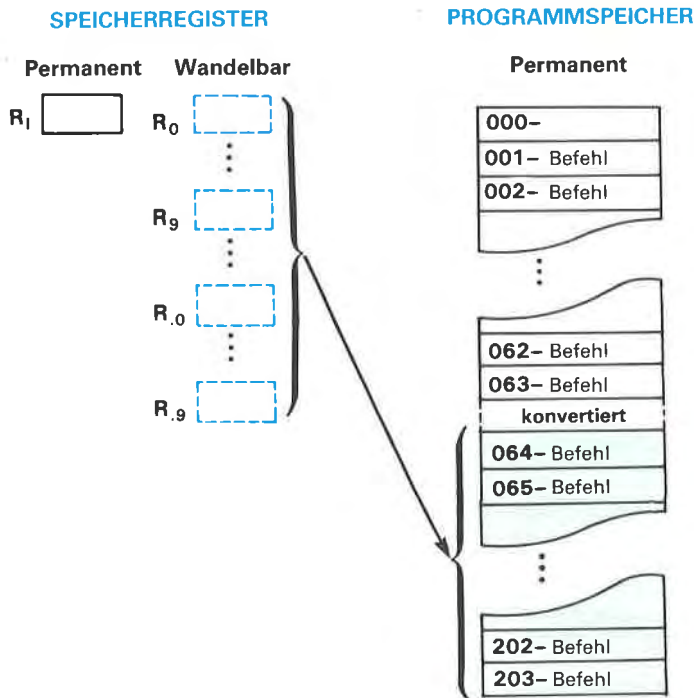 SPEICHERREGISTER
Permanent Wandelbar
R_I
R_0
R_9
R_.0
R_.9
PROGRAMMSPEICHER
Permanent
000–
001– Befehl
002– Befehl
062– Befehl
063– Befehl
konvertiert
064– Befehl
065– Befehl
202– Befehl
203– Befehl